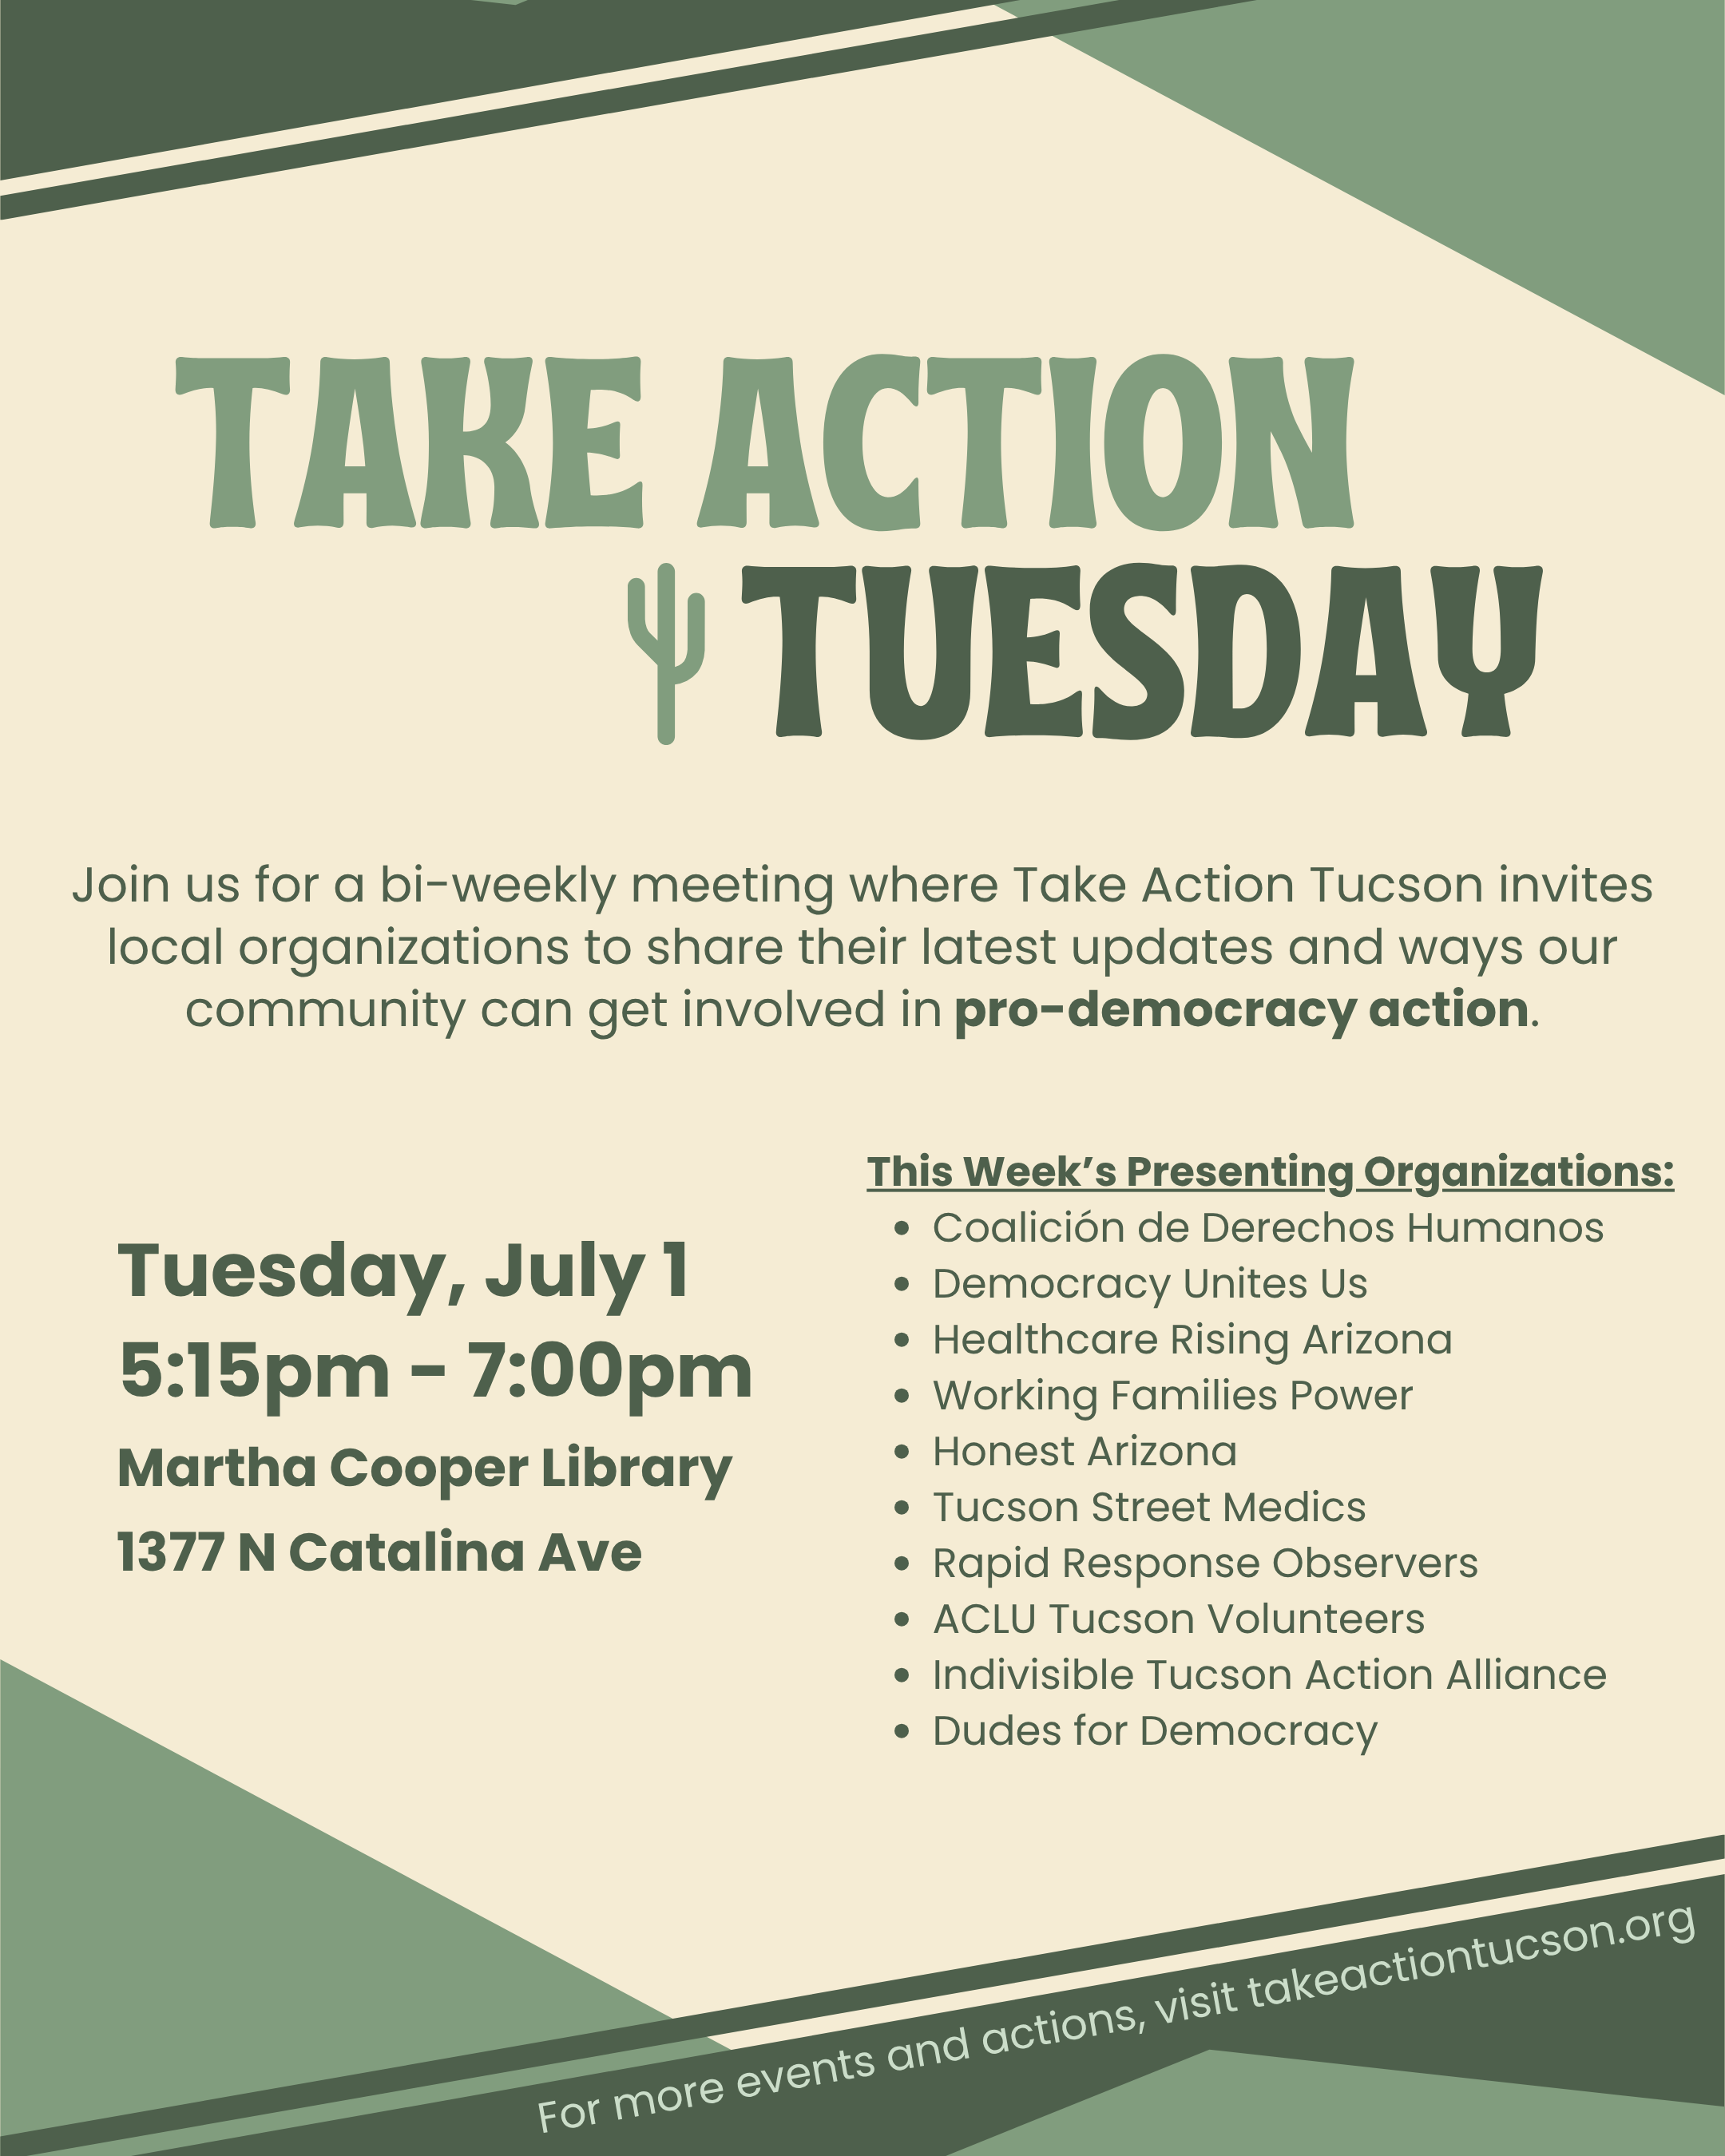 TAKE ACTION
TUESDAY
Join us for a bi-weekly meeting where Take Action Tucson invites
local organizations to share their latest updates and ways our
community can get involved in pro-democracy action.
Tuesday, July 1
5:15pm - 7:00pm
Martha Cooper Library
1377 N Catalina Ave
This Week’s Presenting Organizations:
• Coalición de Derechos Humanos
• Democracy Unites Us
• Healthcare Rising Arizona
• Working Families Power
• Honest Arizona
• Tucson Street Medics
• Rapid Response Observers
• ACLU Tucson Volunteers
• Indivisible Tucson Action Alliance
• Dudes for Democracy
For more events and actions, visit takeactiontucson.org